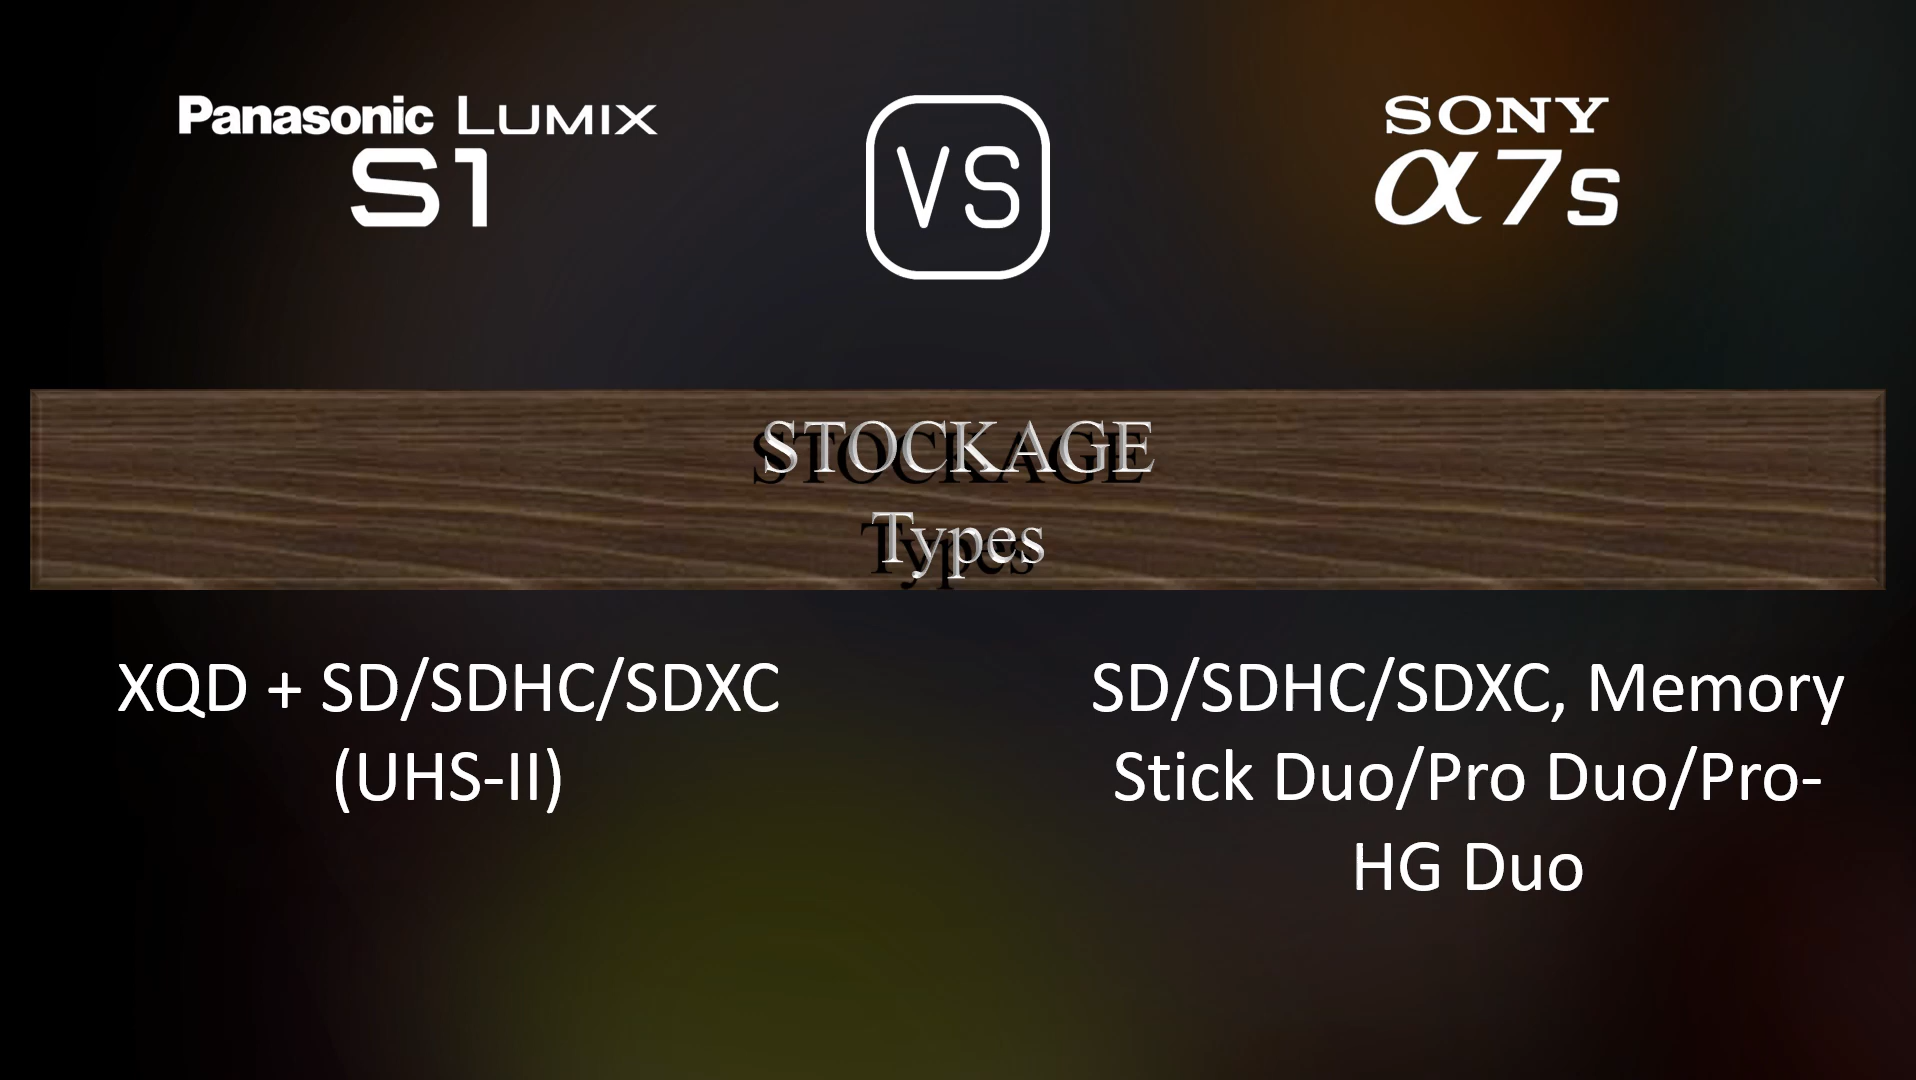 Panasonic LUMIX
S1
VS
SONY
α7s
STOCKAGE
Types
XQD + SD/SDHC/SDXC
(UHS-II)
SD/SDHC/SDXC, Memory
Stick Duo/Pro Duo/Pro-
HG Duo